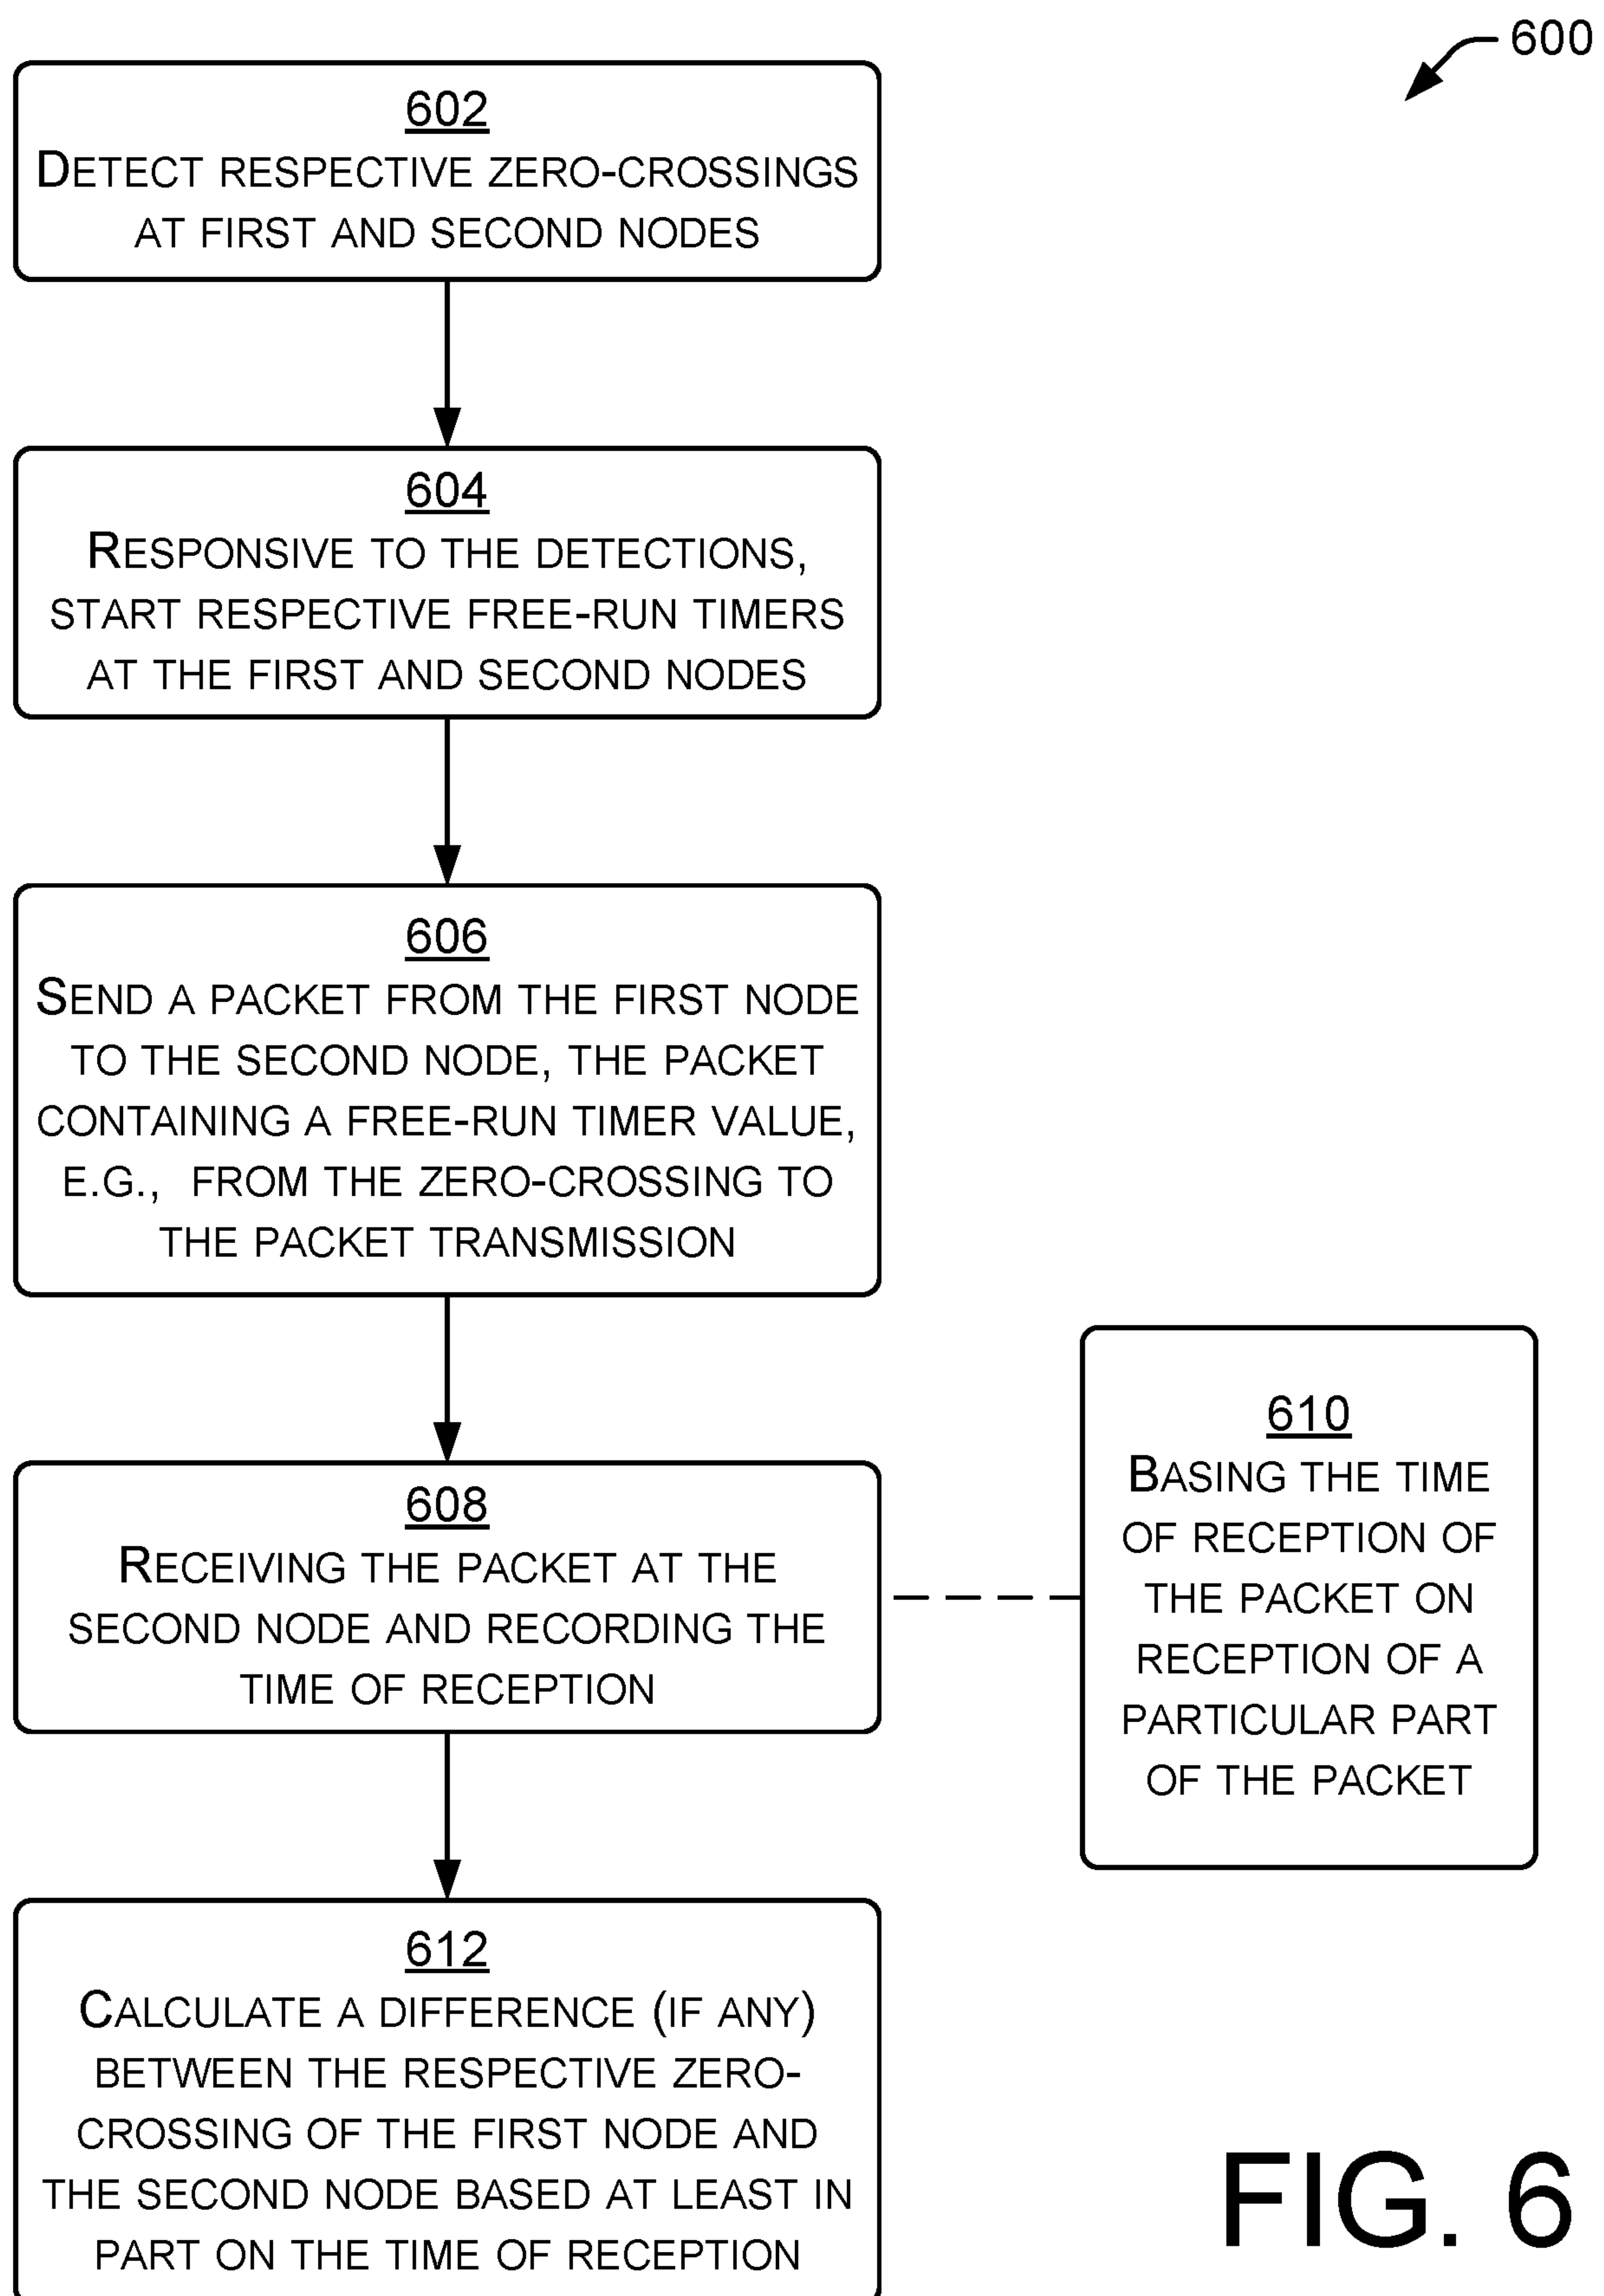 600
602
DETECT RESPECTIVE ZERO-CROSSINGS
AT FIRST AND SECOND NODES
604
RESPONSIVE TO THE DETECTIONS,
START RESPECTIVE FREE-RUN TIMERS
AT THE FIRST AND SECOND NODES
606
SEND A PACKET FROM THE FIRST NODE
TO THE SECOND NODE, THE PACKET
CONTAINING A FREE-RUN TIMER VALUE,
E.G., FROM THE ZERO-CROSSING TO
THE PACKET TRANSMISSION
608
RECEIVING THE PACKET AT THE
SECOND NODE AND RECORDING THE
TIME OF RECEPTION
610
BASING THE TIME
OF RECEPTION OF
THE PACKET ON
RECEPTION OF A
PARTICULAR PART
OF THE PACKET
612
CALCULATE A DIFFERENCE (IF ANY)
BETWEEN THE RESPECTIVE ZERO-
CROSSING OF THE FIRST NODE AND
THE SECOND NODE BASED AT LEAST IN
PART ON THE TIME OF RECEPTION
FIG. 6